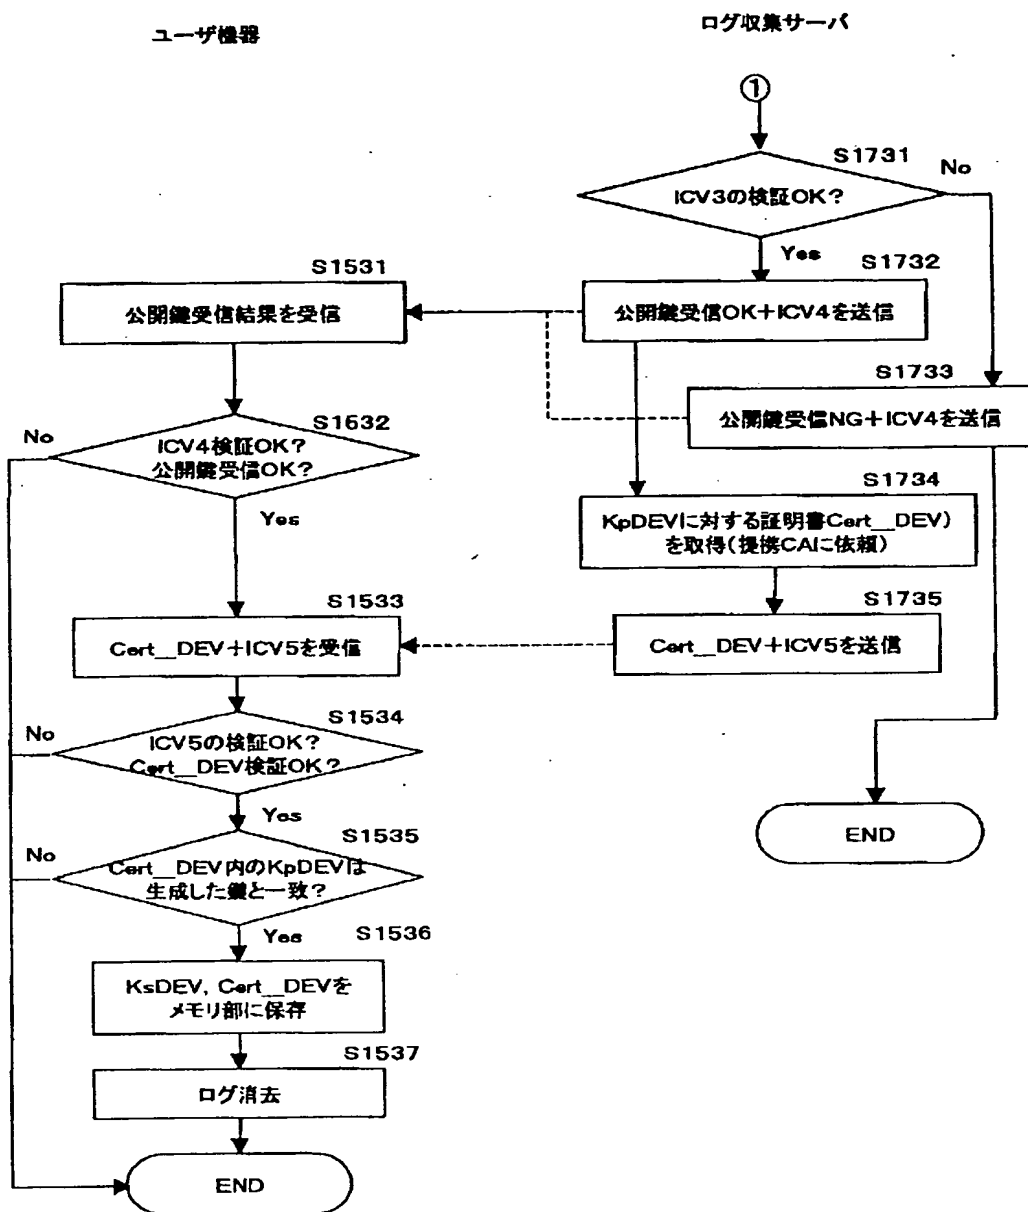 ユーザ機器
ログ収集サーバ
①
S1731
No
ICV3の検証OK?
Yes
S1531
S1732
公開鍵受信結果を受信
公開鍵受信OK+ICV4を送信
S1733
公開鍵受信NG+ICV4を送信
S1532
No
ICV4検証OK?
公開鍵受信OK?
Yes
S1734
KpDEVに対する証明書Cert__DEV)
を取得(提携CAに依頼)
S1533
S1735
Cert__DEV+ICV5を受信
Cert__DEV+ICV5を送信
S1534
No
ICV5の検証OK?
Cert__DEV検証OK?
Yes
S1535
END
No
Cert__DEV内のKpDEVは
生成した鍵と一致?
Yes
S1536
KsDEV, Cert__DEVを
メモリ部に保存
S1537
ログ消去
END